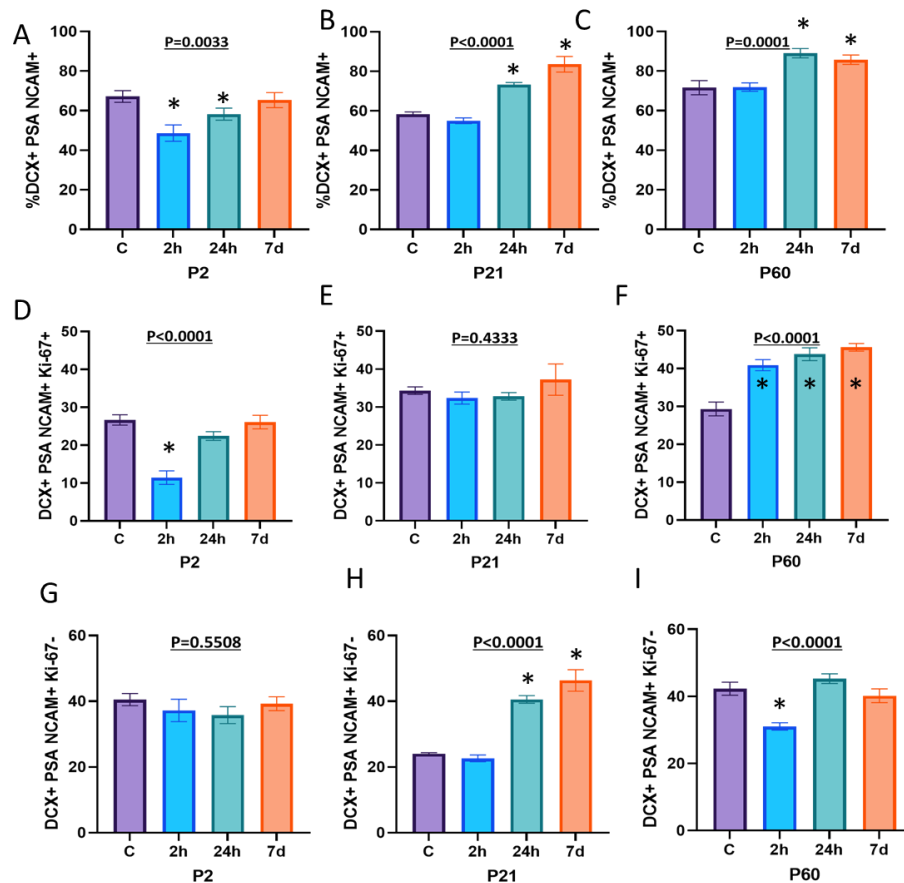 A
P=0.0033
%DCX+ PSA NCAM+
100
80
60
40
20
0
* *
C 2h 24h 7d
P2
B
P<0.0001
%DCX+ PSA NCAM+
100
80
60
40
20
0
* *
C 2h 24h 7d
P21
C
P=0.0001
%DCX+ PSA NCAM+
100
80
60
40
20
0
* *
C 2h 24h 7d
P60
D
P<0.0001
DCX+ PSA NCAM+ Ki-67+
50
40
30
20
10
0
*
C 2h 24h 7d
P2
E
P=0.4333
DCX+ PSA NCAM+ Ki-67+
50
40
30
20
10
0
C 2h 24h 7d
P21
F
P<0.0001
DCX+ PSA NCAM+ Ki-67+
50
40
30
20
10
0
* * *
C 2h 24h 7d
P60
G
P=0.5508
DCX+ PSA NCAM+ Ki-67-
60
40
20
0
C 2h 24h 7d
P2
H
P<0.0001
DCX+ PSA NCAM+ Ki-67-
60
40
20
0
* *
C 2h 24h 7d
P21
I
P<0.0001
DCX+ PSA NCAM+ Ki-67-
60
40
20
0
*
C 2h 24h 7d
P60